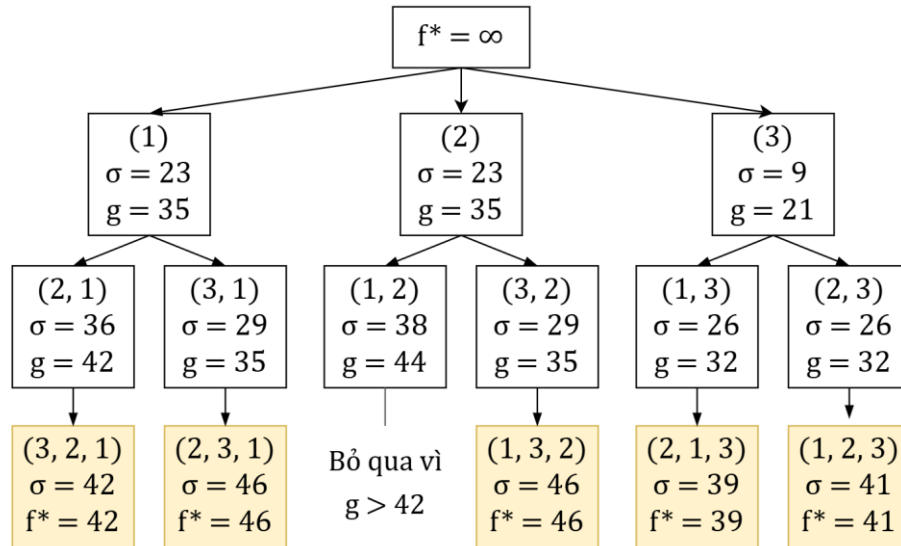 f* = ∞
(1)
σ = 23
g = 35
(2)
σ = 23
g = 35
(3)
σ = 9
g = 21
(2, 1)
σ = 36
g = 42
(3, 1)
σ = 29
g = 35
(1, 2)
σ = 38
g = 44
(3, 2)
σ = 29
g = 35
(1, 3)
σ = 26
g = 32
(2, 3)
σ = 26
g = 32
(3, 2, 1)
σ = 42
f* = 42
(2, 3, 1)
σ = 46
f* = 46
Bỏ qua vì
g > 42
(1, 3, 2)
σ = 46
f* = 46
(2, 1, 3)
σ = 39
f* = 39
(1, 2, 3)
σ = 41
f* = 41